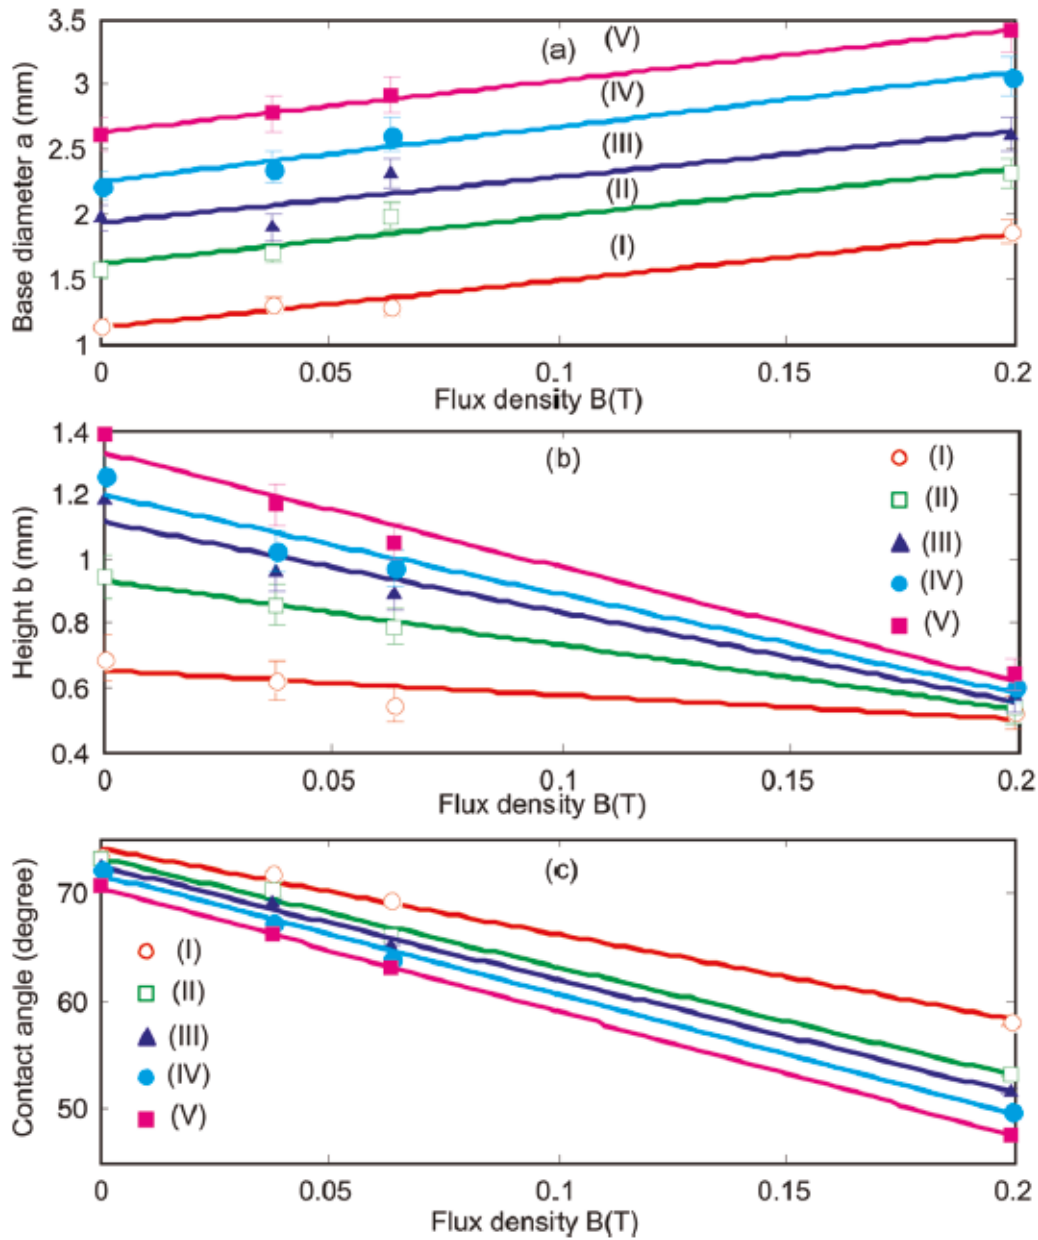 3.5
(a)
(V)
3
(IV)
2.5
(III)
2
(II)
1.5
(I)
1
Base diameter a (mm)
0 0.05 0.1 0.15 0.2
Flux density B(T)
1.4
(b)
(I)
1.2
(II)
1
(III)
(IV)
0.8
(V)
0.6
0.4
Height b (mm)
0 0.05 0.1 0.15 0.2
Flux density B(T)
(c)
70
(I)
(II)
60
(III)
(IV)
50
(V)
Contact angle (degree)
0 0.05 0.1 0.15 0.2
Flux density B(T)